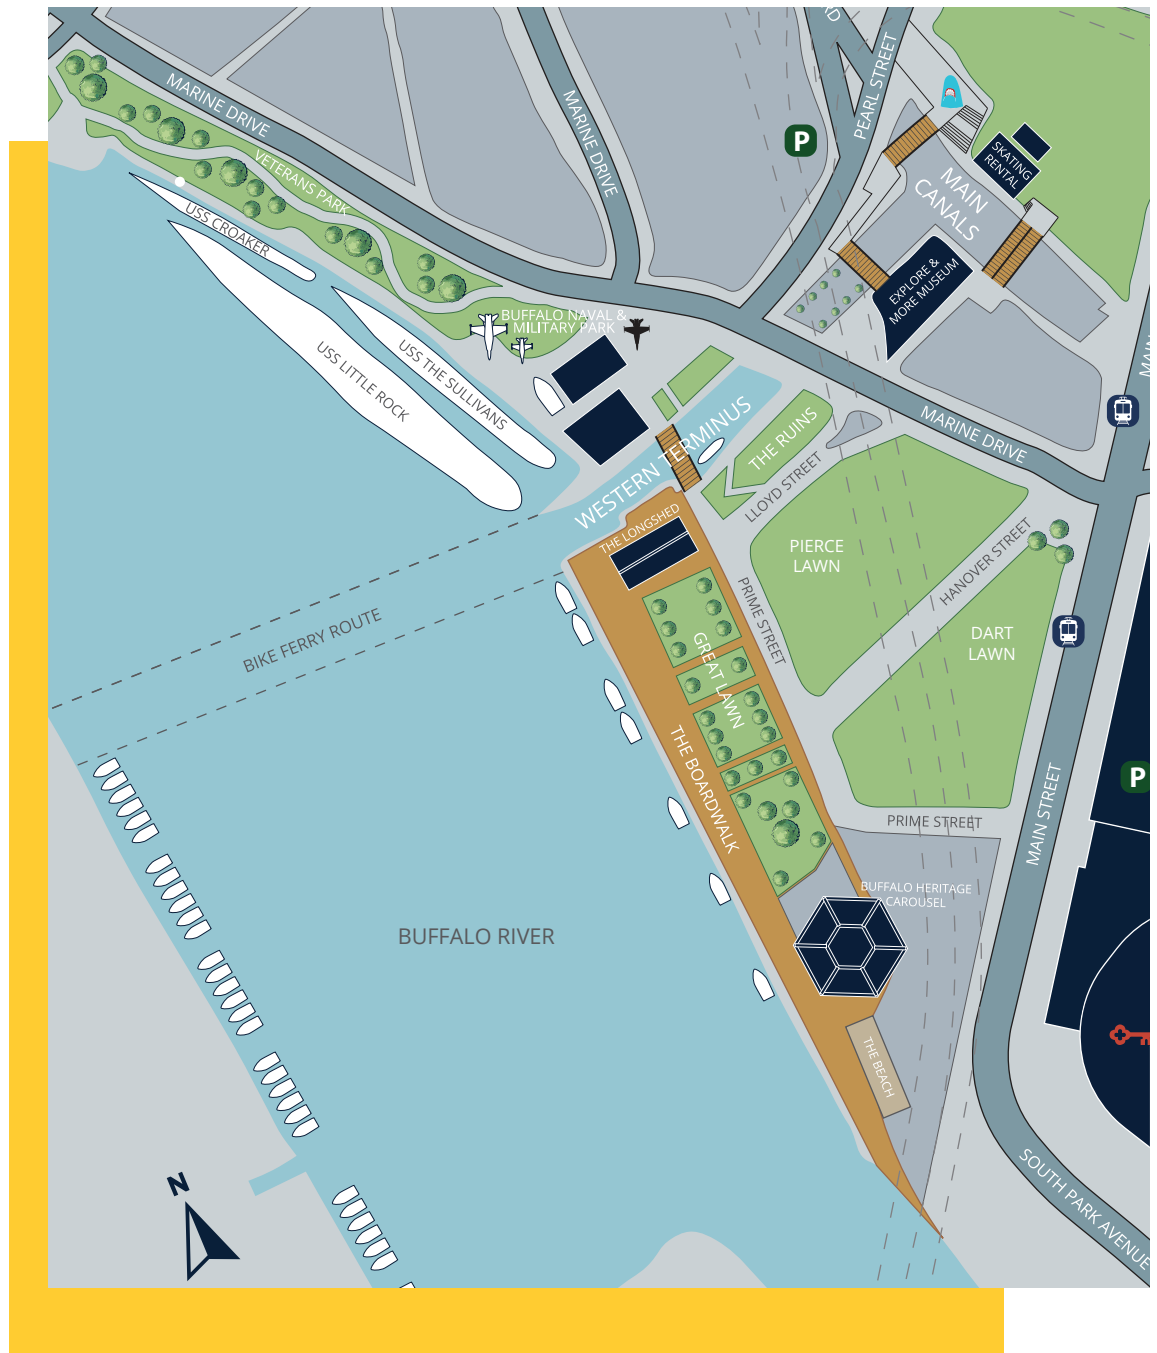 RD
PEARL STREET
MARINE DRIVE
MARINE DRIVE
P
VETERANS PARK
SKATING
RENTAL
MAIN
CANALS
USS CROAKER
EXPLORE &
MORE MUSEUM
BUFFALO NAVAL &
MILITARY PARK
USS LITTLE ROCK
USS THE SULLIVANS
MAIN
WESTERN TERMINUS
THE RUINS
MARINE DRIVE
LLOYD STREET
THE LONGSHED
PIERCE
LAWN
HANOVER STREET
PRIME STREET
DART
LAWN
BIKE FERRY ROUTE
GREAT LAWN
THE BOARDWALK
P
MAIN STREET
PRIME STREET
BUFFALO HERITAGE
CAROUSEL
BUFFALO RIVER
THE BEACH
N
SOUTH PARK AVENUE